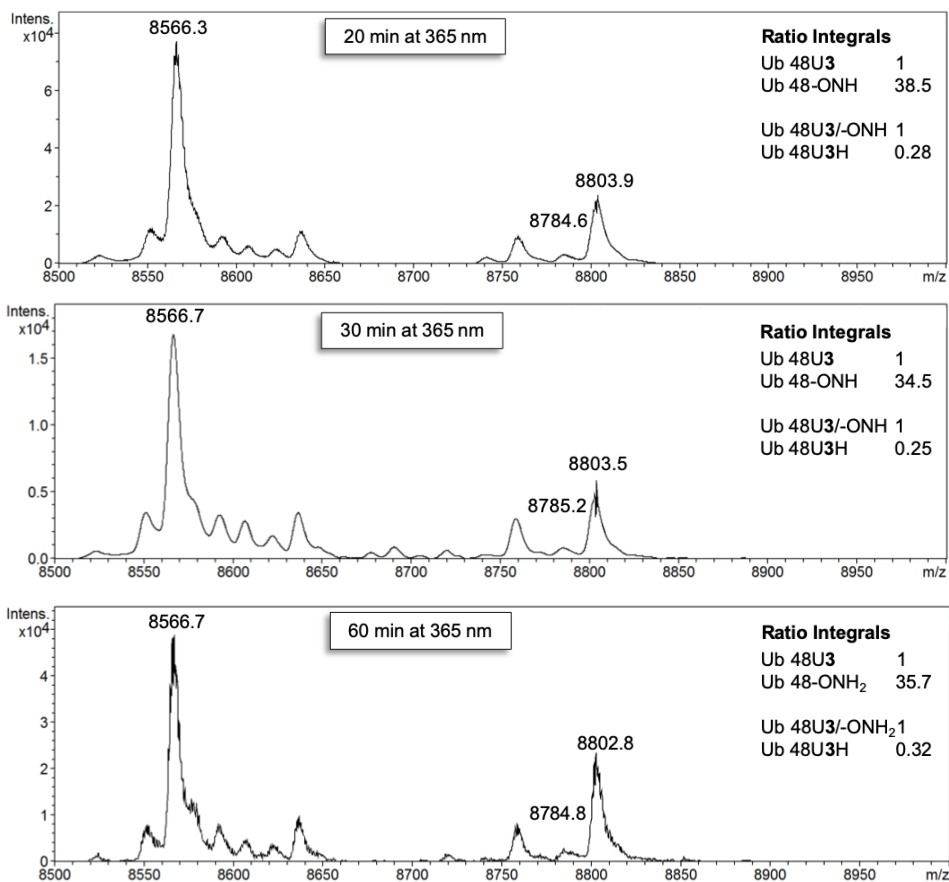 Intens.
x10⁴
8566.3
20 min at 365 nm
Ratio Integrals
Ub 48U3 1
Ub 48-ONH 38.5
Ub 48U3/-ONH 1
Ub 48U3H 0.28
6
4
2
0
8784.6
8803.9
8500 8550 8600 8650 8700 8750 8800 8850 8900 8950 m/z
Intens.
x10⁴
8566.7
30 min at 365 nm
Ratio Integrals
Ub 48U3 1
Ub 48-ONH 34.5
Ub 48U3/-ONH 1
Ub 48U3H 0.25
1.5
1.0
0.5
0.0
8785.2
8803.5
8500 8550 8600 8650 8700 8750 8800 8850 8900 8950 m/z
Intens.
x10⁴
8566.7
60 min at 365 nm
Ratio Integrals
Ub 48U3 1
Ub 48-ONH₂ 35.7
Ub 48U3/-ONH₂1
Ub 48U3H 0.32
4
3
2
1
0
8784.8
8802.8
8500 8550 8600 8650 8700 8750 8800 8850 8900 8950 m/z